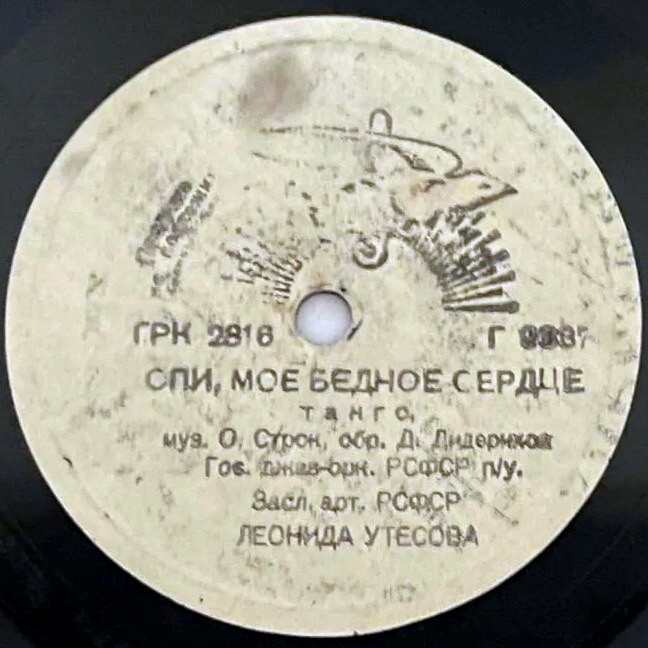 ГРК 2816
Г
СПИ, МОЕ БЕДНОЕ СЕРДЦЕ
танго,
муз. О. Строк, обр. Д. Лидерихоа
Гос. джаз-орк. РСФСР п/у.
Засл. арт. РСФСР
ЛЕОНИДА УТЕСОВА